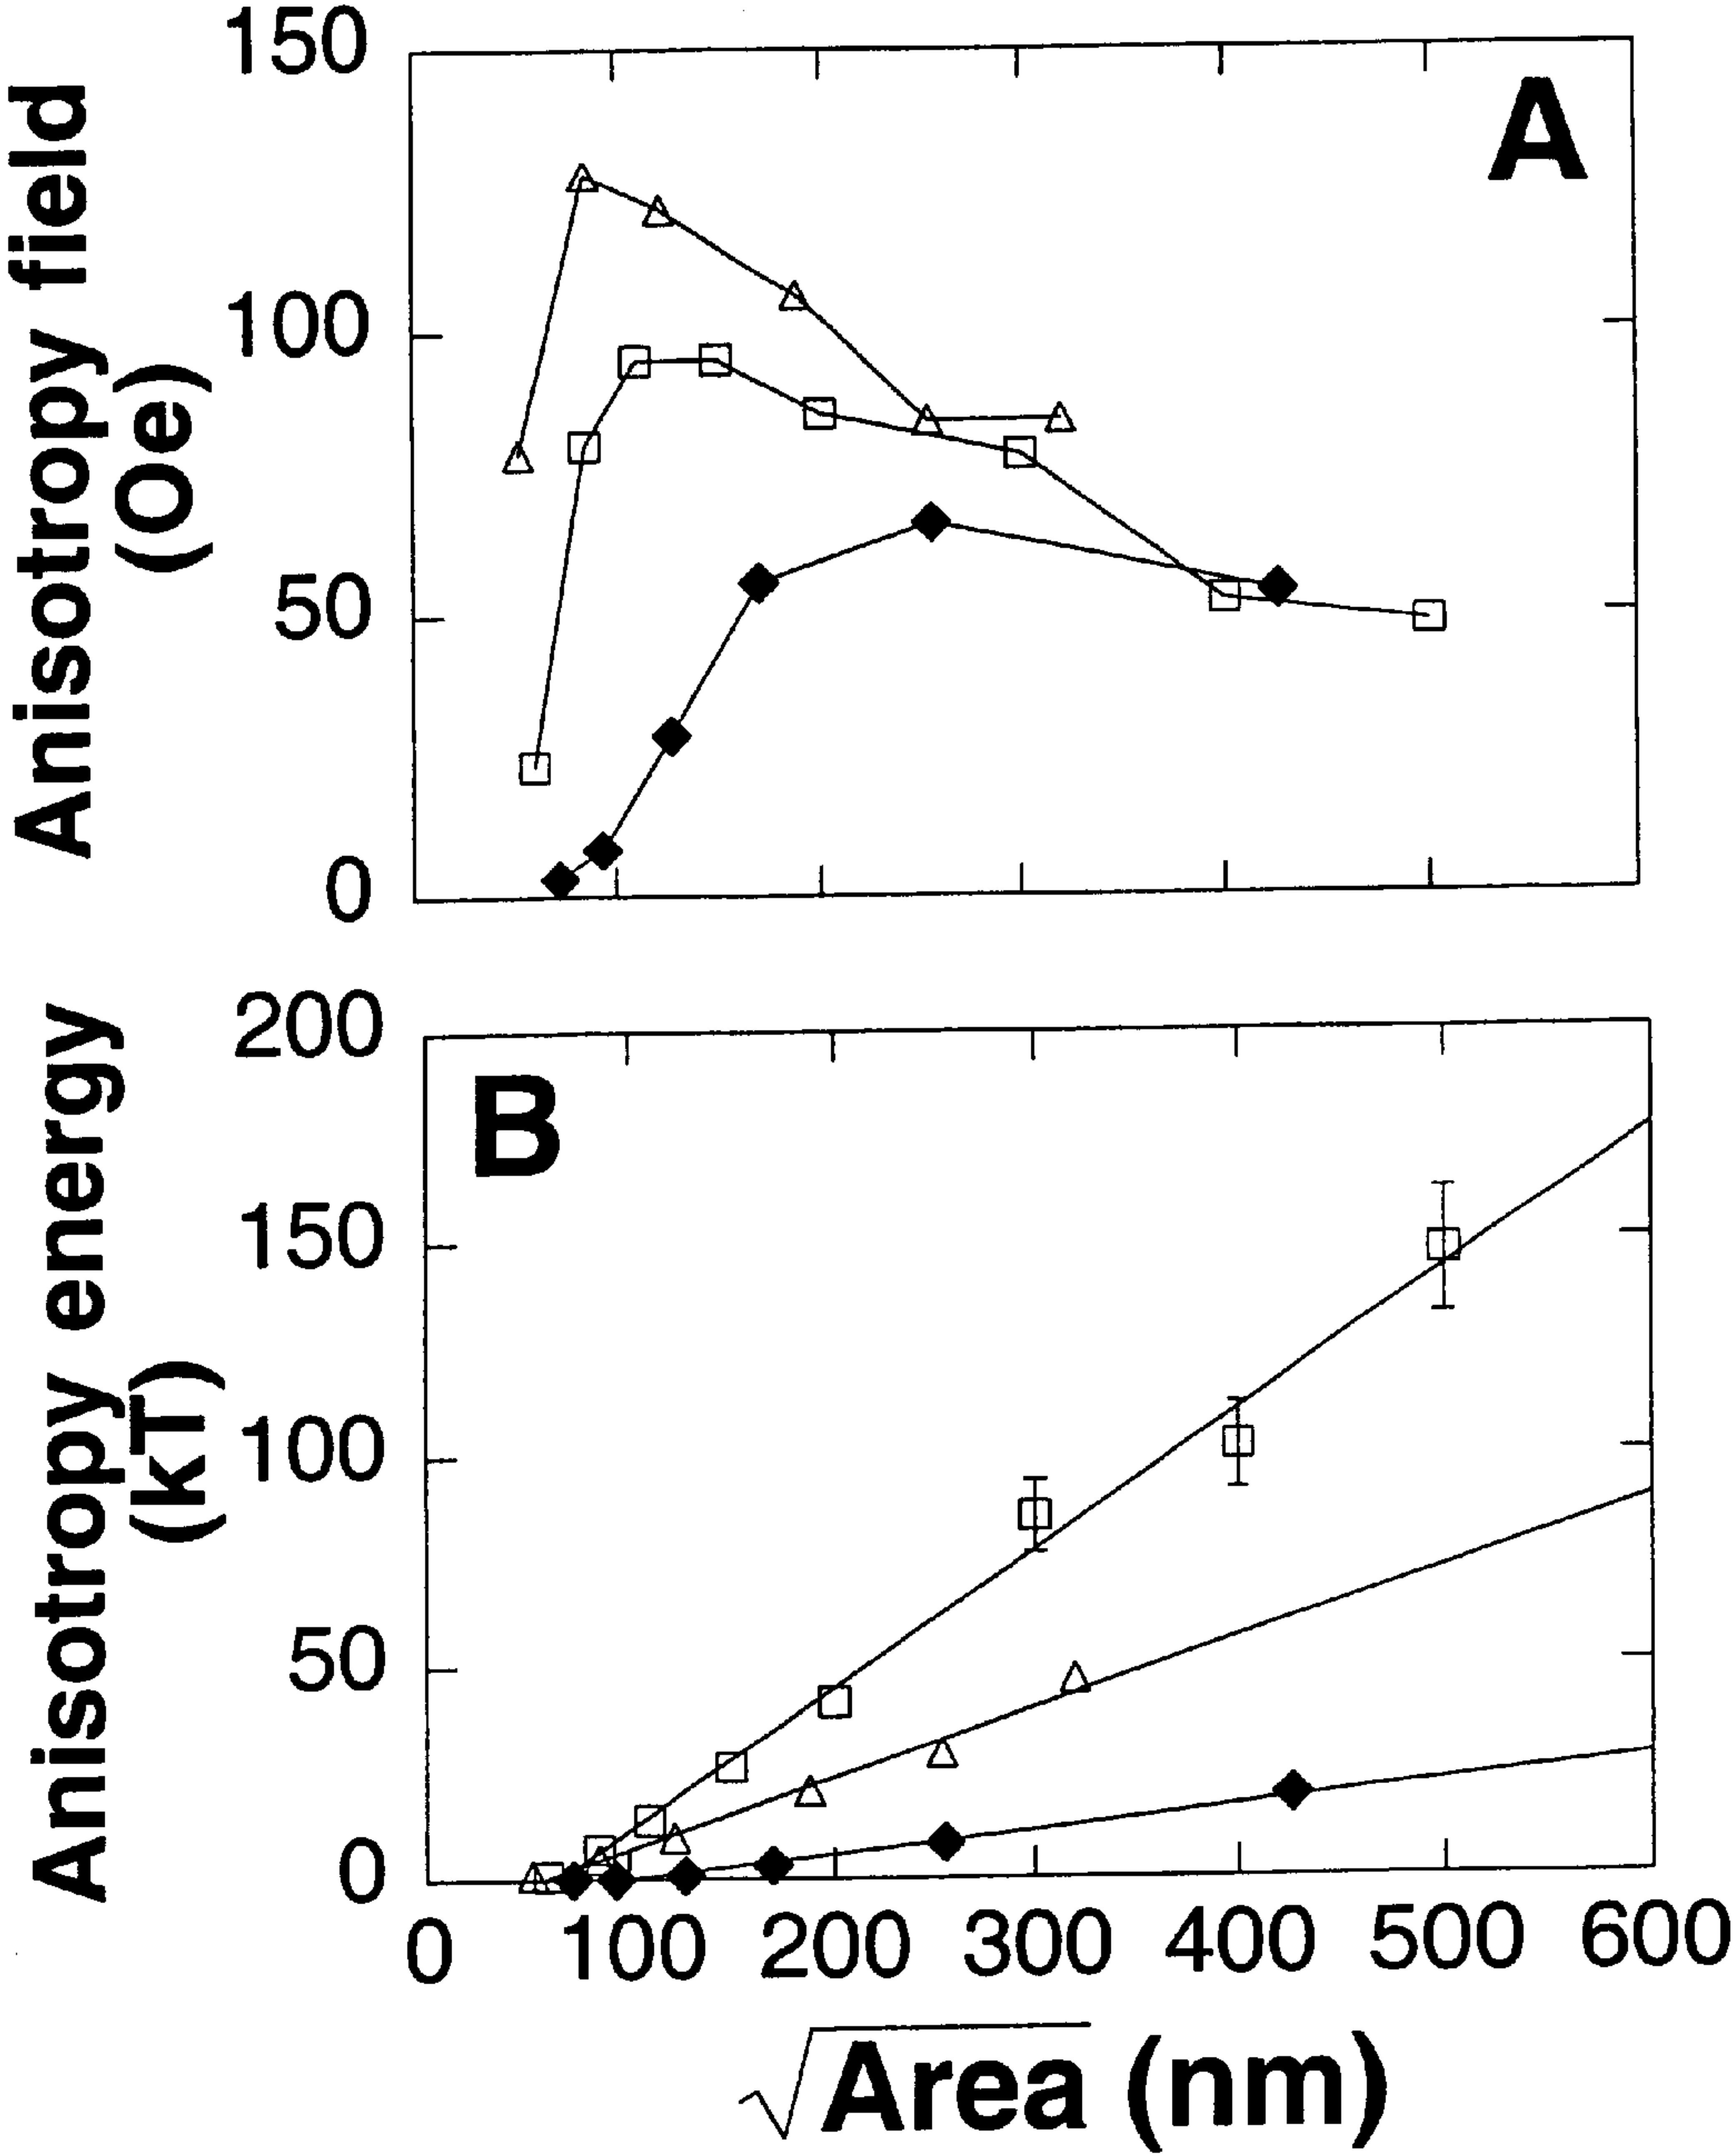 150
A
Anisotropy field
(Oe)
100
50
0
200
B
Anisotropy energy
(kT)
150
100
50
0
0 100 200 300 400 500 600
√Area (nm)